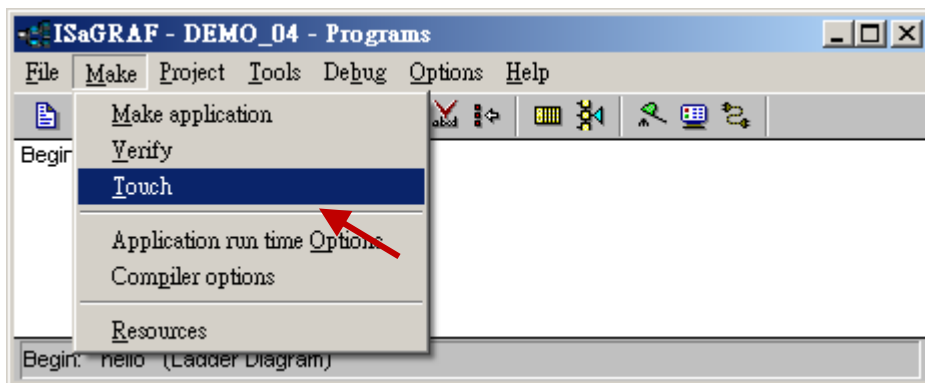 ISaGRAF - DEMO_04 - Programs
File Make Project Tools Debug Options Help
Make application
Begin
Verify
Touch
Application run time Options
Compiler options
Resources
Begin: hello (Ladder Diagram)